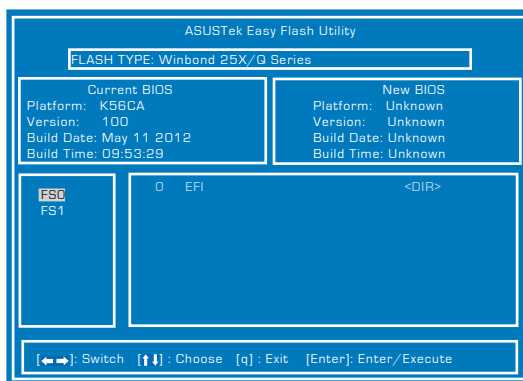 ASUSTek Easy Flash Utility
FLASH TYPE: Winbond 25X/Q Series
Current BIOS
Platform: K56CA
Version: 100
Build Date: May 11 2012
Build Time: 09:53:29
New BIOS
Platform: Unknown
Version: Unknown
Build Date: Unknown
Build Time: Unknown
FS0
FS1
0 EFI <DIR>
[←→]: Switch [↑↓] : Choose [q] : Exit [Enter]: Enter/Execute